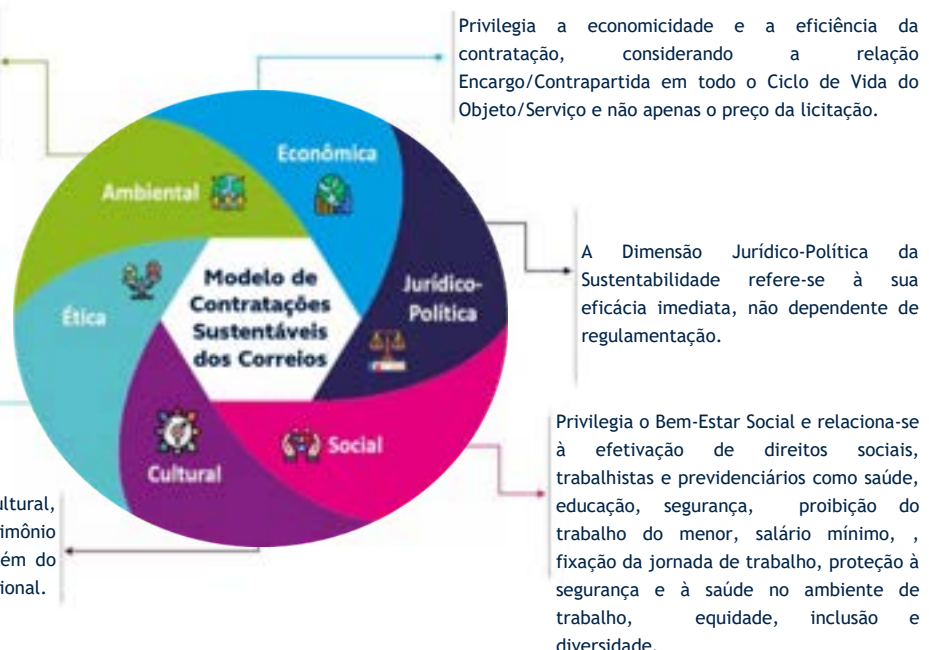 Privilegia a economicidade e a eficiência da
contratação, considerando a relação
Encargo/Contrapartida em todo o Ciclo de Vida do
Objeto/Serviço e não apenas o preço da licitação.
Econômica
Ambiental
A Dimensão Jurídico-Política da
Sustentabilidade refere-se à sua
eficácia imediata, não dependente de
regulamentação.
Jurídico-
Política
Modelo de
Contratações
Sustentáveis
dos Correios
Ética
Social
Cultural
Privilegia o Bem-Estar Social e relaciona-se
à efetivação de direitos sociais,
trabalhistas e previdenciários como saúde,
educação, segurança, proibição do
trabalho do menor, salário mínimo, ,
fixação da jornada de trabalho, proteção à
segurança e à saúde no ambiente de
trabalho, equidade, inclusão e
diversidade.
ultural,
imônio
ém do
ional.